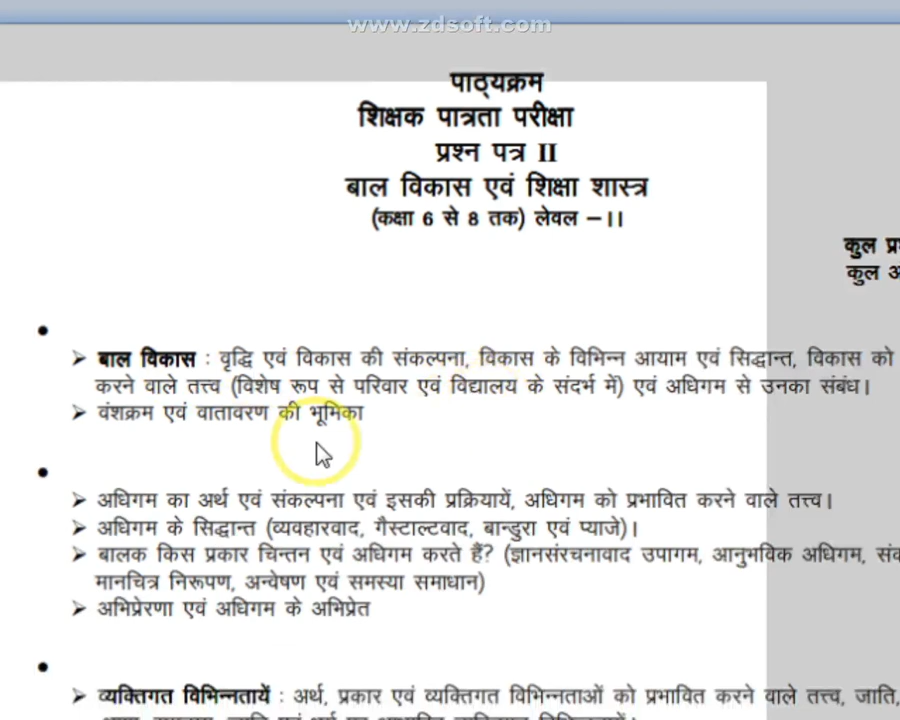 www.zdsoft.com
पाठ्यक्रम
शिक्षक पात्रता परीक्षा
प्रश्न पत्र II
बाल विकास एवं शिक्षा शास्त्र
(कक्षा 6 से 8 तक) लेवल – II
कुल
कुल
➢ बाल विकास : वृद्धि एवं विकास की संकल्पना, विकास के विभिन्न आयाम एवं सिद्धान्त, विकास को
करने वाले तत्त्व (विशेष रूप से परिवार एवं विद्यालय के संदर्भ में) एवं अधिगम से उनका संबंध।
➢ वंशक्रम एवं वातावरण की भूमिका
➢ अधिगम का अर्थ एवं संकल्पना एवं इसकी प्रक्रियायें, अधिगम को प्रभावित करने वाले तत्त्व।
➢ अधिगम के सिद्धान्त (व्यवहारवाद, गैस्टाल्टवाद, बान्डुरा एवं प्याजे)।
➢ बालक किस प्रकार चिन्तन एवं अधिगम करते हैं? (ज्ञानसंरचनावाद उपागम, आनुभविक अधिगम,
मानचित्र निरूपण, अन्वेषण एवं समस्या समाधान)
➢ अभिप्रेरणा एवं अधिगम के अभिप्रेत
➢ व्यक्तिगत विभिन्नतायें : अर्थ, प्रकार एवं व्यक्तिगत विभिन्नताओं को प्रभावित करने वाले तत्त्व, जाति,